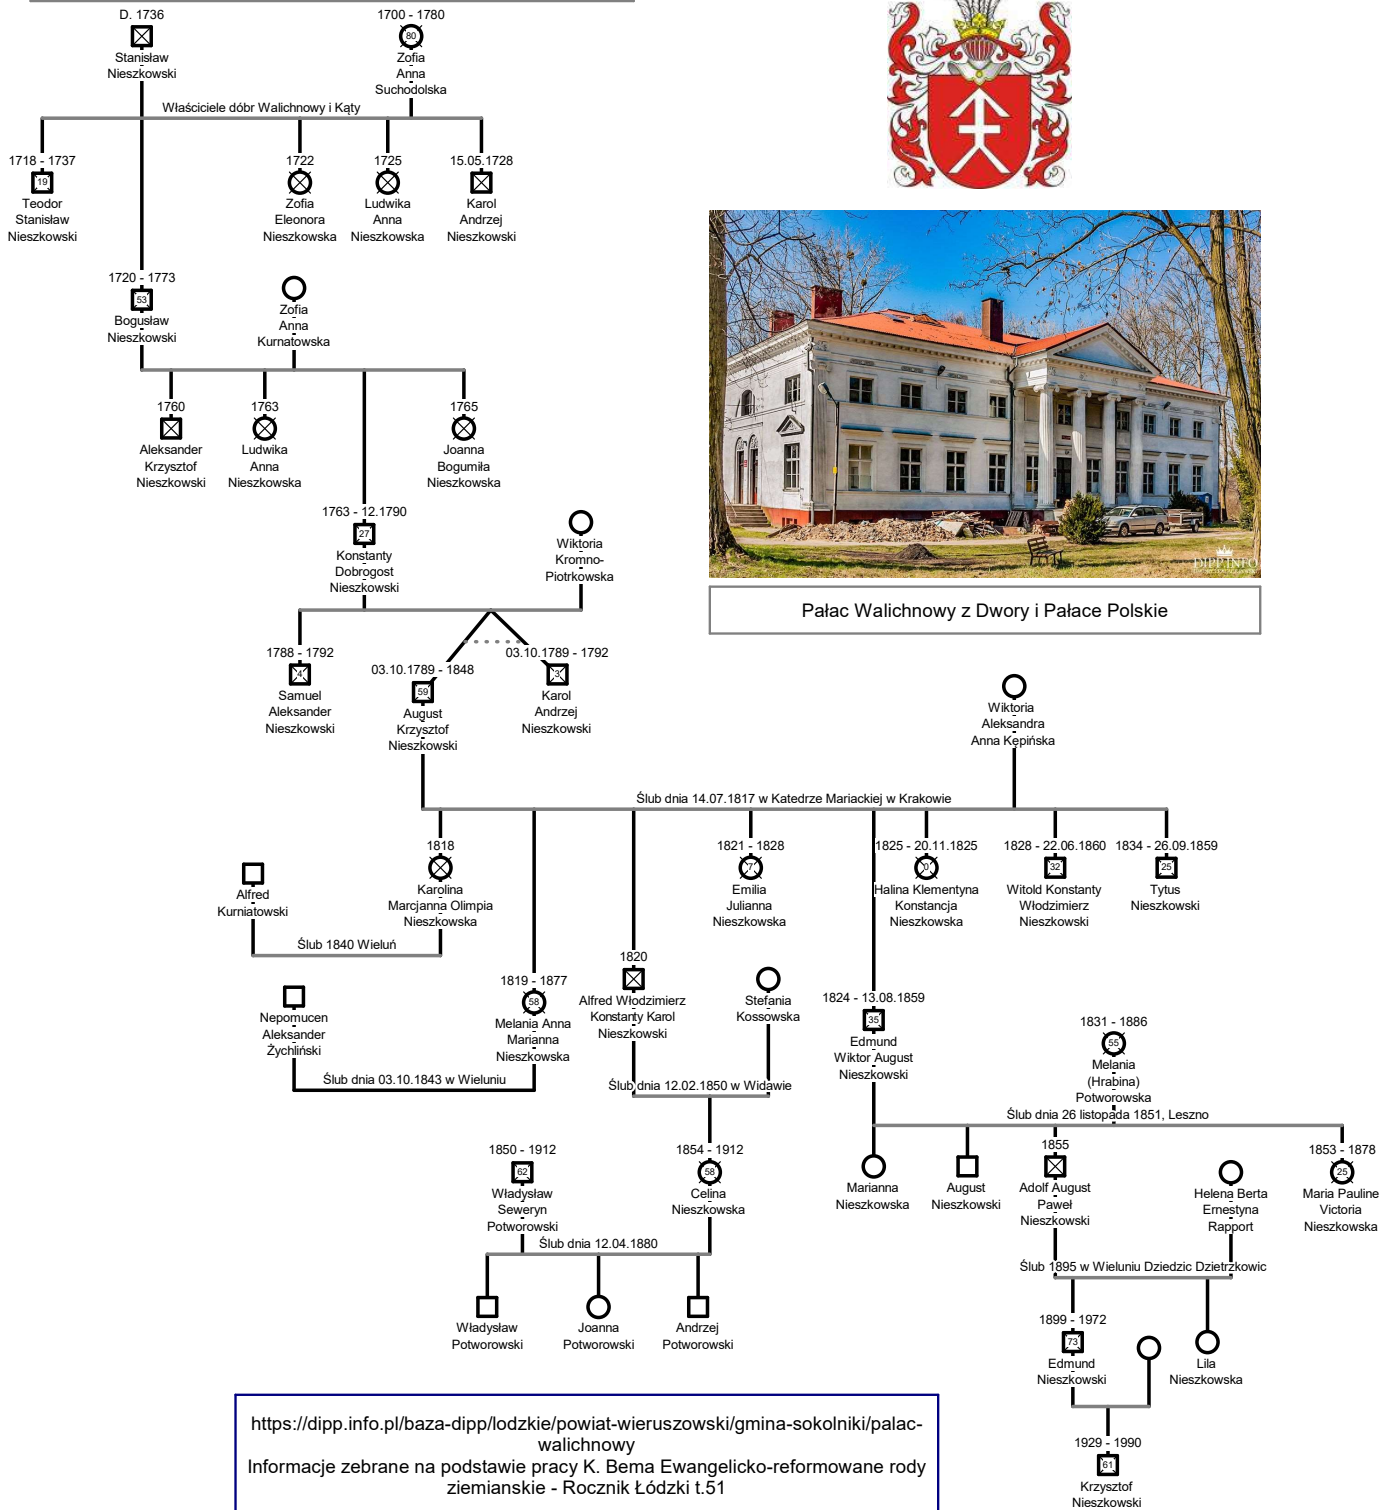 D. 1736
Stanisław
Nieszkowski
1700 - 1780
80
Zofia
Anna
Suchodolska
Właściciele dóbr Walichnowy i Kąty
1718 - 1737
19
Teodor
Stanisław
Nieszkowski
1722
Zofia
Eleonora
Nieszkowska
1725
Ludwika
Anna
Nieszkowska
15.05.1728
Karol
Andrzej
Nieszkowski
1720 - 1773
53
Bogusław
Nieszkowski
Zofia
Anna
Kurnatowska
1760
Aleksander
Krzysztof
Nieszkowski
1763
Ludwika
Anna
Nieszkowska
1765
Joanna
Bogumiła
Nieszkowska
1763 - 12.1790
27
Konstanty
Dobrogost
Nieszkowski
Wiktoria
Kromno-
Piotrkowska
DIPP.INFO
Pałac Walichnowy z Dwory i Pałace Polskie
1788 - 1792
4
Samuel
Aleksander
Nieszkowski
03.10.1789 - 1848
59
August
Krzysztof
Nieszkowski
03.10.1789 - 1792
3
Karol
Andrzej
Nieszkowski
Wiktoria
Aleksandra
Anna Kępińska
Ślub dnia 14.07.1817 w Katedrze Mariackiej w Krakowie
Alfred
Kurniatowski
1818
Karolina
Marcjanna Olimpia
Nieszkowska
Ślub 1840 Wieluń
1821 - 1828
7
Emilia
Julianna
Nieszkowska
1825 - 20.11.1825
0
Halina Klementyna
Konstancja
Nieszkowska
1828 - 22.06.1860
32
Witold Konstanty
Włodzimierz
Nieszkowski
1834 - 26.09.1859
25
Tytus
Nieszkowski
Nepomucen
Aleksander
Żychliński
1819 - 1877
58
Melania Anna
Marianna
Nieszkowska
Ślub dnia 03.10.1843 w Wieluniu
1820
Alfred Włodzimierz
Konstanty Karol
Nieszkowski
Stefania
Kossowska
Ślub dnia 12.02.1850 w Widawie
1824 - 13.08.1859
35
Edmund
Wiktor August
Nieszkowski
1831 - 1886
55
Melania
(Hrabina)
Potworowska
Ślub dnia 26 listopada 1851, Leszno
1850 - 1912
62
Władysław
Seweryn
Potworowski
1854 - 1912
58
Celina
Nieszkowska
Ślub dnia 12.04.1880
Marianna
Nieszkowska
August
Nieszkowski
1855
Adolf August
Paweł
Nieszkowski
Helena Berta
Ernestyna
Rapport
1853 - 1878
25
Maria Pauline
Victoria
Nieszkowska
Ślub 1895 w Wieluniu Dziedzic Dzietrzkowic
Władysław
Potworowski
Joanna
Potworowski
Andrzej
Potworowski
1899 - 1972
73
Edmund
Nieszkowski
Lila
Nieszkowska
1929 - 1990
61
Krzysztof
Nieszkowski
https://dipp.info.pl/baza-dipp/lodzkie/powiat-wieruszowski/gmina-sokolniki/palac-
walichnowy
Informacje zebrane na podstawie pracy K. Bema Ewangelicko-reformowane rody
ziemianskie - Rocznik Łódzki t.51